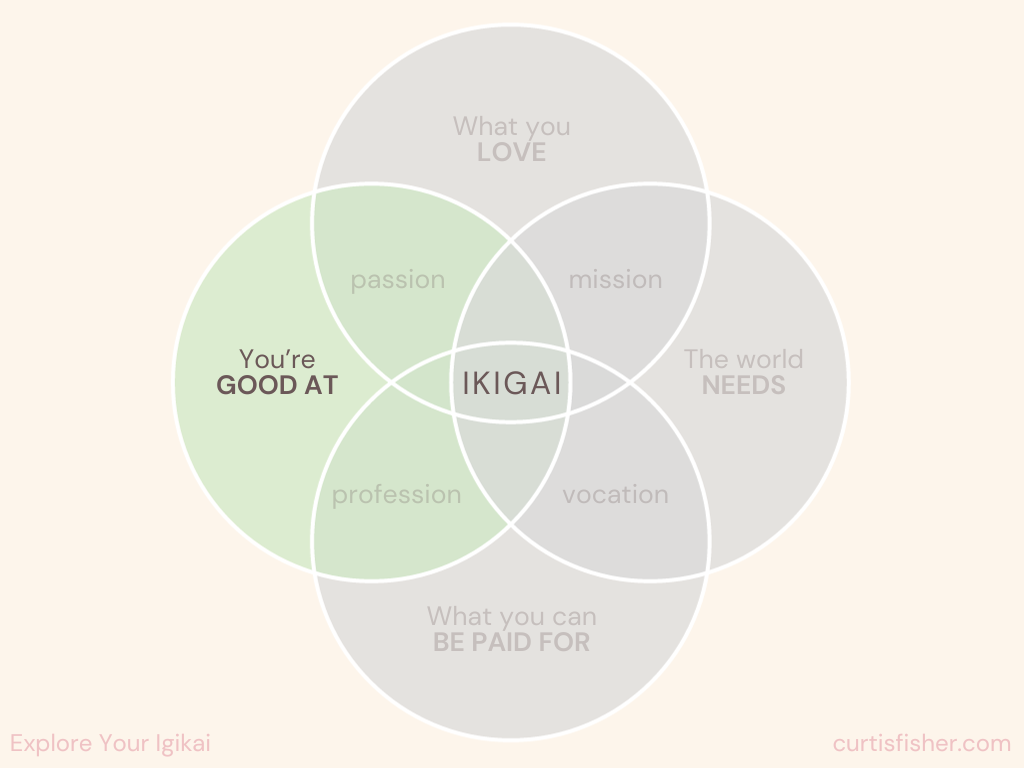 What you
LOVE
passion
mission
You’re
GOOD AT
IKIGAI
The world
NEEDS
profession
vocation
What you can
BE PAID FOR
Explore Your Igikai
curtisfisher.com